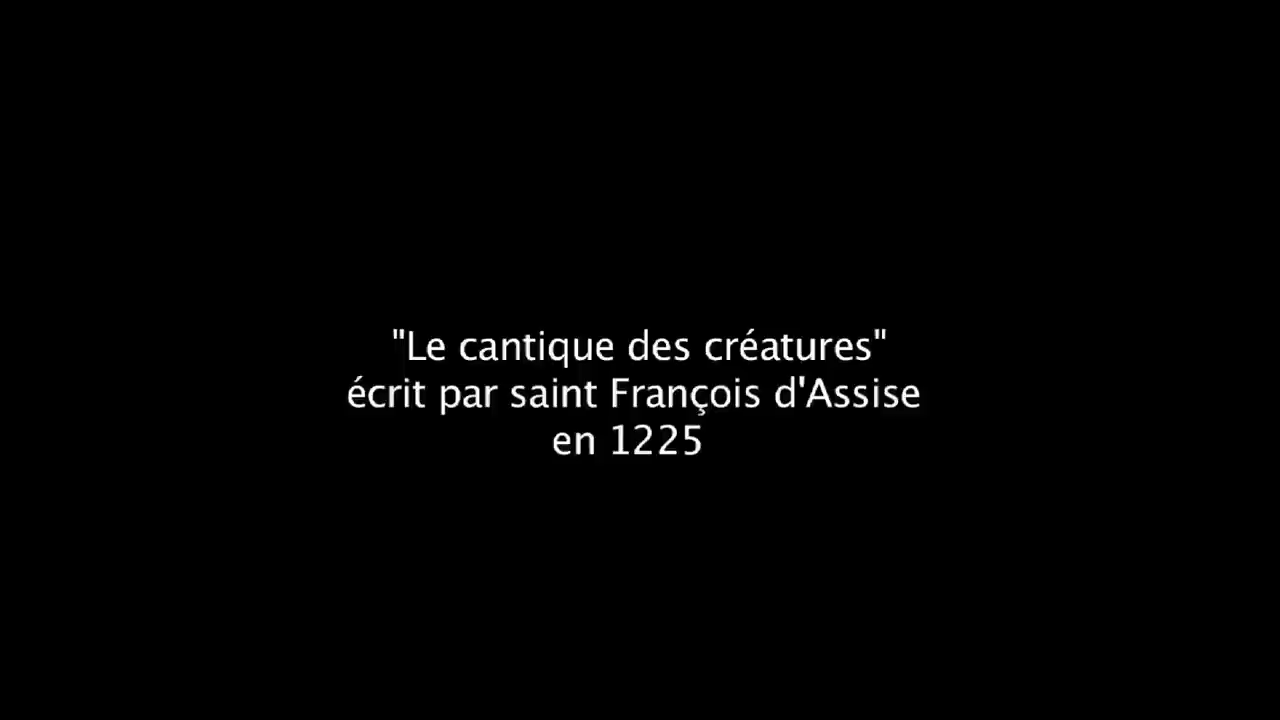 "Le cantique des créatures"
écrit par saint François d'Assise
en 1225